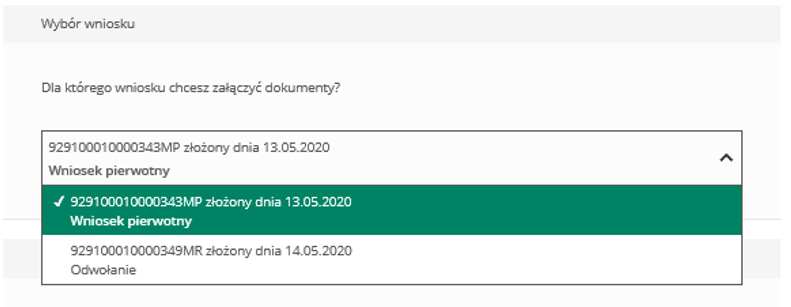 Wybór wniosku
Dla którego wniosku chcesz załączyć dokumenty?
929100010000343MP złożony dnia 13.05.2020
Wniosek pierwotny
929100010000343MP złożony dnia 13.05.2020
Wniosek pierwotny
929100010000349MR złożony dnia 14.05.2020
Odwołanie